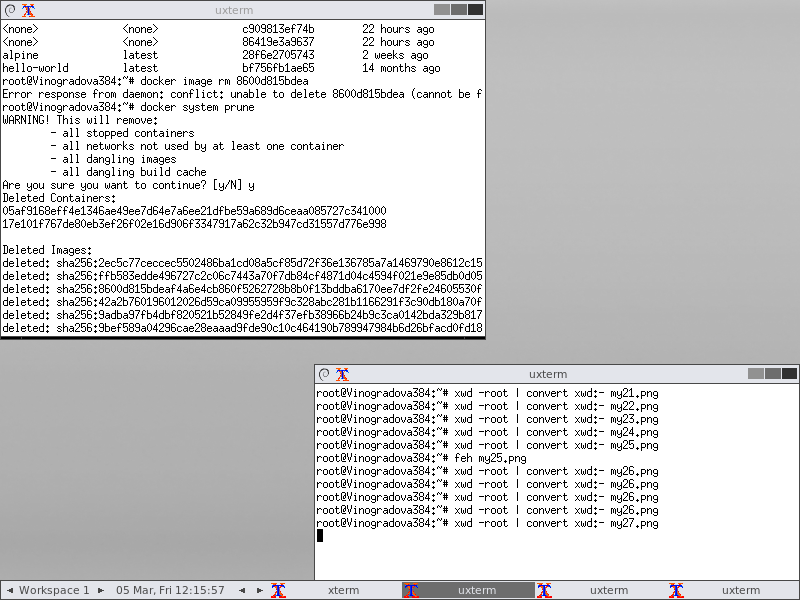 uxterm
<none> <none> c909813ef74b 22 hours ago
<none> <none> 86419e3a9637 22 hours ago
alpine latest 28f6e2705743 2 weeks ago
hello-world latest bf756fb1ae65 14 months ago
root@Vinogradova384:~# docker image rm 8600d815bdea
Error response from daemon: conflict: unable to delete 8600d815bdea (cannot be f
root@Vinogradova384:~# docker system prune
WARNING! This will remove:
- all stopped containers
- all networks not used by at least one container
- all dangling images
- all dangling build cache
Are you sure you want to continue? [y/N] y
Deleted Containers:
05af9168eff4e1346ae49ee7d64e7a6ee21dfbe59a689d6ceaa085727c341000
17e101f767de80eb3ef26f02e16d906f3347917a62c32b947cd31557d776e998
Deleted Images:
deleted: sha256:2ec5c77ceccec5502486ba1cd08a5cf85d72f36e136785a7a1469790e8612c15
deleted: sha256:ffb583edde496727c2c06c7443a70f7db84cf4871d04c4594f021e9e85db0d05
deleted: sha256:8600d815bdeaf4a6e4cb860f5262728b8b0f13bddba6170ee7df2fe24605530f
deleted: sha256:42a2b760196012026d59ca09955959f9c328abc281b1166291f3c90db180a70f
deleted: sha256:9adba97fb4dbf820521b52849fe2d4f37efb38966b24b9c3ca0142bda329b817
deleted: sha256:9bef589a04296cae28eaaad9fde90c10c464190b789947984b6d26bfacd0fd18
uxterm
root@Vinogradova384:~# xwd -root | convert xwd:- my21.png
root@Vinogradova384:~# xwd -root | convert xwd:- my22.png
root@Vinogradova384:~# xwd -root | convert xwd:- my23.png
root@Vinogradova384:~# xwd -root | convert xwd:- my24.png
root@Vinogradova384:~# xwd -root | convert xwd:- my25.png
root@Vinogradova384:~# feh my25.png
root@Vinogradova384:~# xwd -root | convert xwd:- my26.png
root@Vinogradova384:~# xwd -root | convert xwd:- my26.png
root@Vinogradova384:~# xwd -root | convert xwd:- my26.png
root@Vinogradova384:~# xwd -root | convert xwd:- my26.png
root@Vinogradova384:~# xwd -root | convert xwd:- my27.png
Workspace 1 05 Mar, Fri 12:15:57 xterm uxterm uxterm uxterm